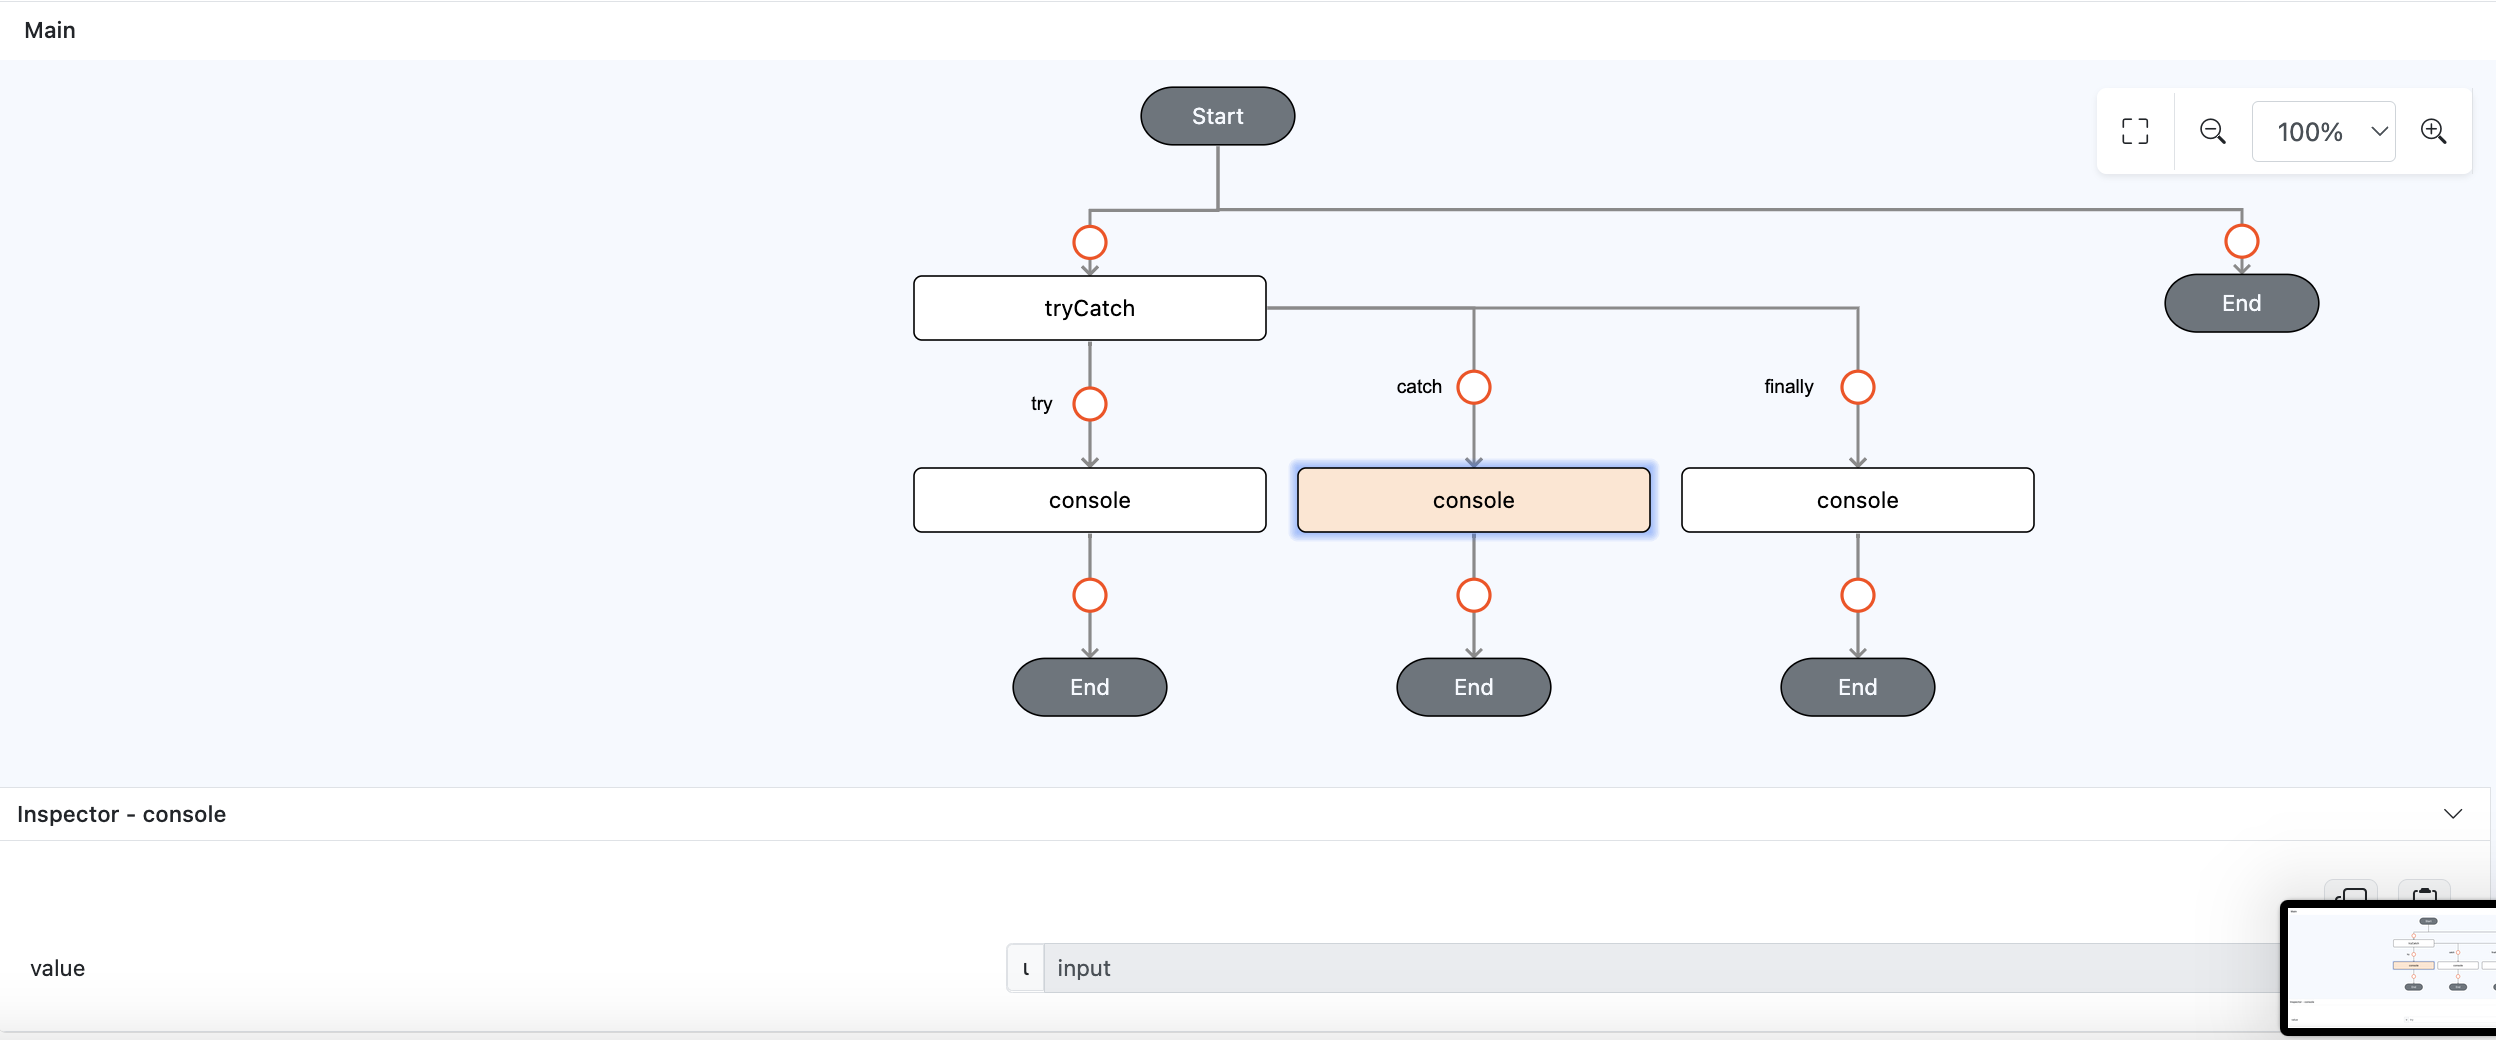 Main
Start
100%
tryCatch
End
try
catch
finally
console
console
console
End
End
End
Inspector - console
value
ι
input